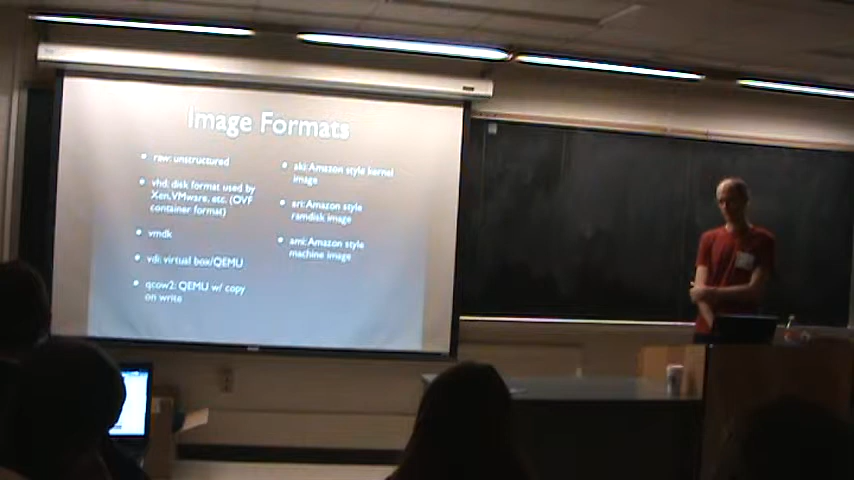 Image Formats
raw: unstructured
vhd: disk format used by
Xen, VMware, etc. (OVF
container format)
vmdk
vdi: virtual box/QEMU
qcow2: QEMU w/ copy
on write
aki: Amazon style kernel
image
ari: Amazon style
ramdisk image
ami: Amazon style
machine image